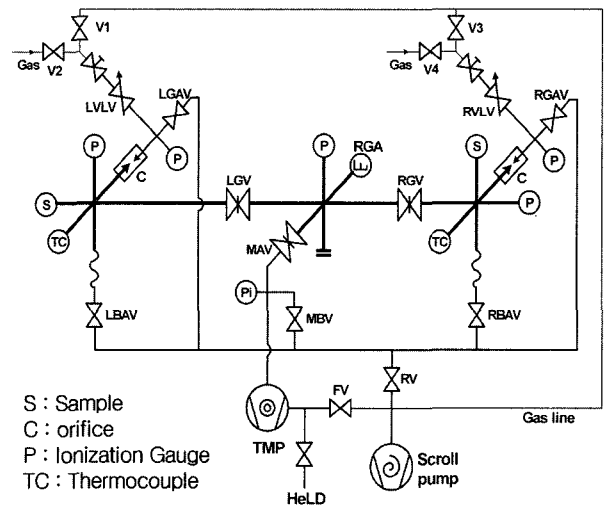 V1
V3
Gas
V2
Gas
V4
LVLV
LGAV
RVLV
RGAV
P
P
C
P
RGA
S
P
C
S
LGV
RGV
P
TC
MAV
TC
Pi
MBV
LBAV
RBAV
RV
FV
Gas line
TMP
HeLD
Scroll
pump
S : Sample
C : orifice
P : Ionization Gauge
TC : Thermocouple